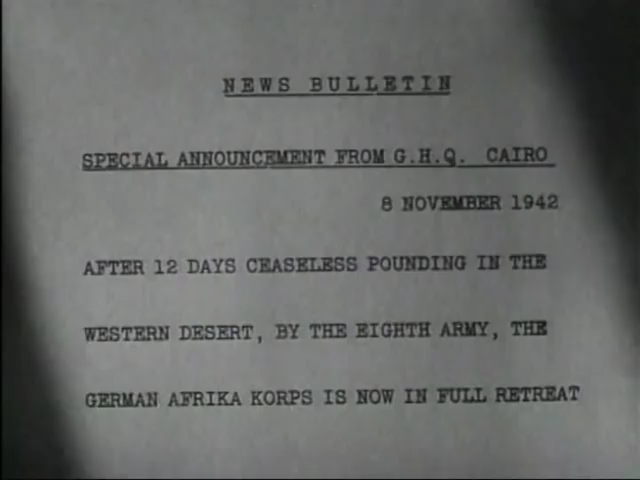 NEWS BULLETIN
SPECIAL ANNOUNCEMENT FROM G.H.Q. CAIRO
8 NOVEMBER 1942
AFTER 12 DAYS CEASELESS POUNDING IN THE
WESTERN DESERT, BY THE EIGHTH ARMY, THE
GERMAN AFRIKA KORPS IS NOW IN FULL RETREAT